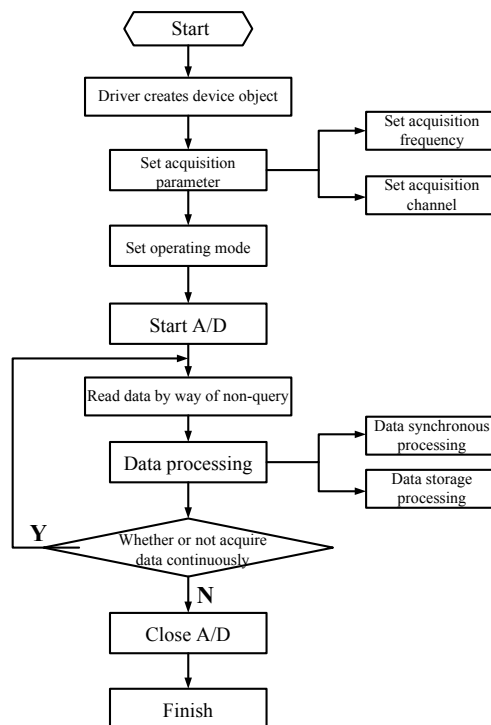 Start
Driver creates device object
Set acquisition
frequency
Set acquisition
parameter
Set acquisition
channel
Set operating mode
Start A/D
Read data by way of non-query
Data synchronous
processing
Data processing
Data storage
processing
Y
Whether or not acquire
data continuously
N
Close A/D
Finish